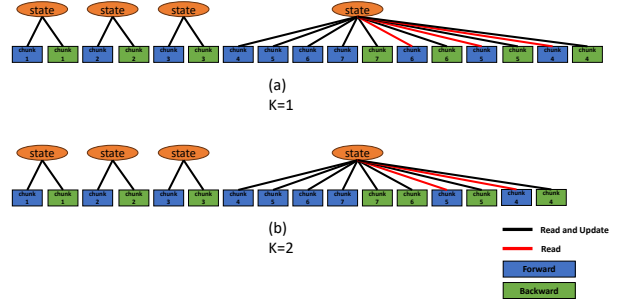 state state state state
chunk chunk chunk chunk chunk chunk chunk chunk chunk chunk chunk chunk chunk chunk chunk chunk chunk
1 1 2 2 3 3 4 5 6 7 7 6 6 5 5 4 4
(a)
K=1
state state state state
chunk chunk chunk chunk chunk chunk chunk chunk chunk chunk chunk chunk chunk chunk chunk chunk
1 1 2 2 3 3 4 5 6 7 7 6 5 5 4 4
(b)
K=2
Read and Update
Read
Forward
Backward